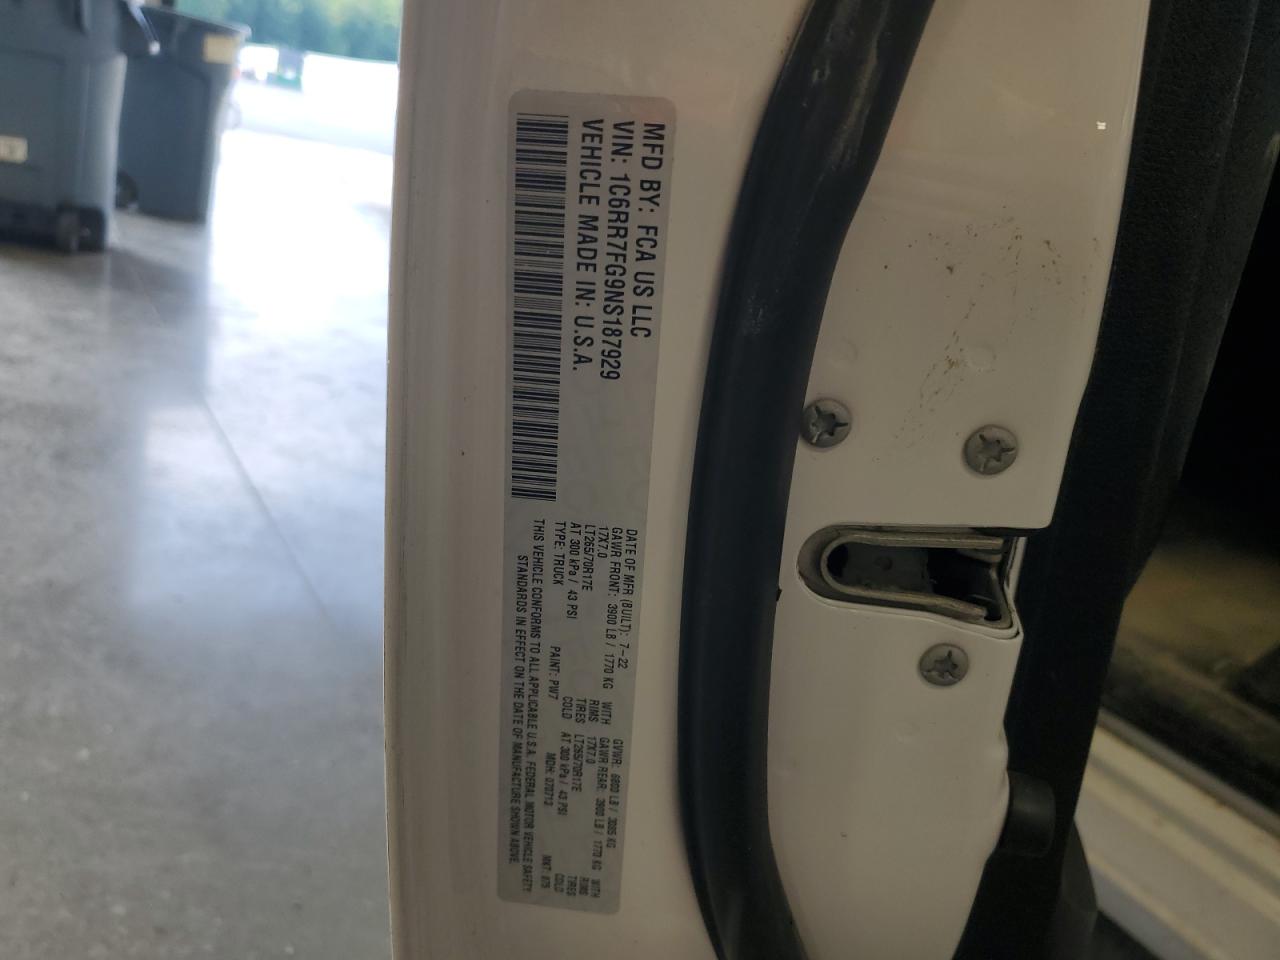 MFD BY: FCA US LLC
VIN: 1C6RR7FG9NS187929
VEHICLE MADE IN: U.S.A.
DATE OF MFR (BUILT): 7-22 GVWR: 6800 LB / 3085 KG
GAWR FRONT: 3900 LB / 1770 KG WITH GAWR REAR: 3900 LB / 1770 KG WITH
17X7.0 RIMS 17X7.0 RIMS
LT265/70R17E TIRES LT265/70R17E TIRES
AT 300 kPa / 43 PSI COLD AT 300 kPa / 43 PSI COLD
TYPE: TRUCK PAINT: PW7 MDH: 070713 MKT: 875
THIS VEHICLE CONFORMS TO ALL APPLICABLE U.S.A. FEDERAL MOTOR VEHICLE SAFETY
STANDARDS IN EFFECT ON THE DATE OF MANUFACTURE SHOWN ABOVE.